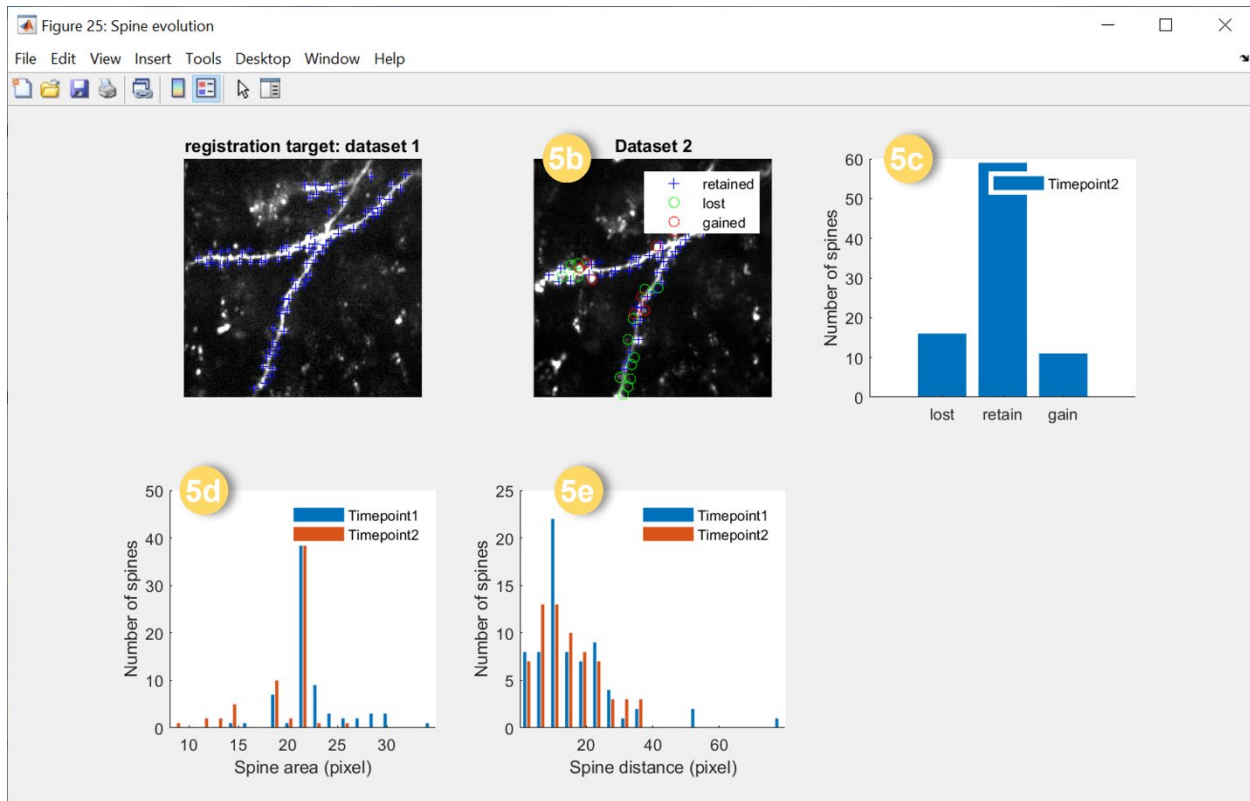 Figure 25: Spine evolution
File Edit View Insert Tools Desktop Window Help
registration target: dataset 1
5b
Dataset 2
retained
lost
gained
5c
60
50
40
30
20
10
0
Number of spines
Timepoint2
lost retain gain
5d
50
40
30
20
10
0
Number of spines
Timepoint1
Timepoint2
10 15 20 25 30
Spine area (pixel)
5e
25
20
15
10
5
0
Number of spines
Timepoint1
Timepoint2
20 40 60
Spine distance (pixel)